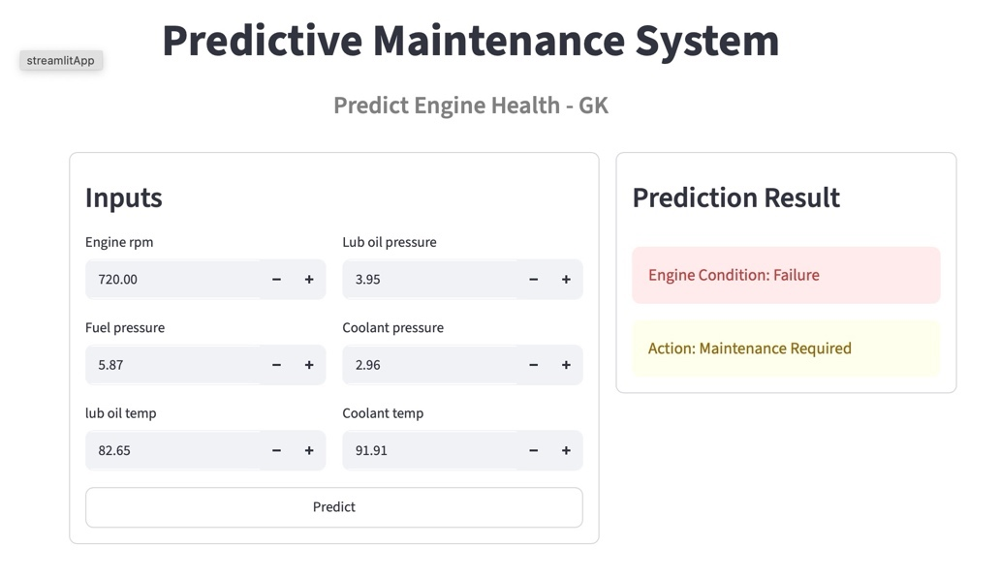 Predictive Maintenance System
streamlitApp
Predict Engine Health - GK
Inputs
Engine rpm
720.00 − +
Lub oil pressure
3.95 − +
Fuel pressure
5.87 − +
Coolant pressure
2.96 − +
lub oil temp
82.65 − +
Coolant temp
91.91 − +
Predict
Prediction Result
Engine Condition: Failure
Action: Maintenance Required